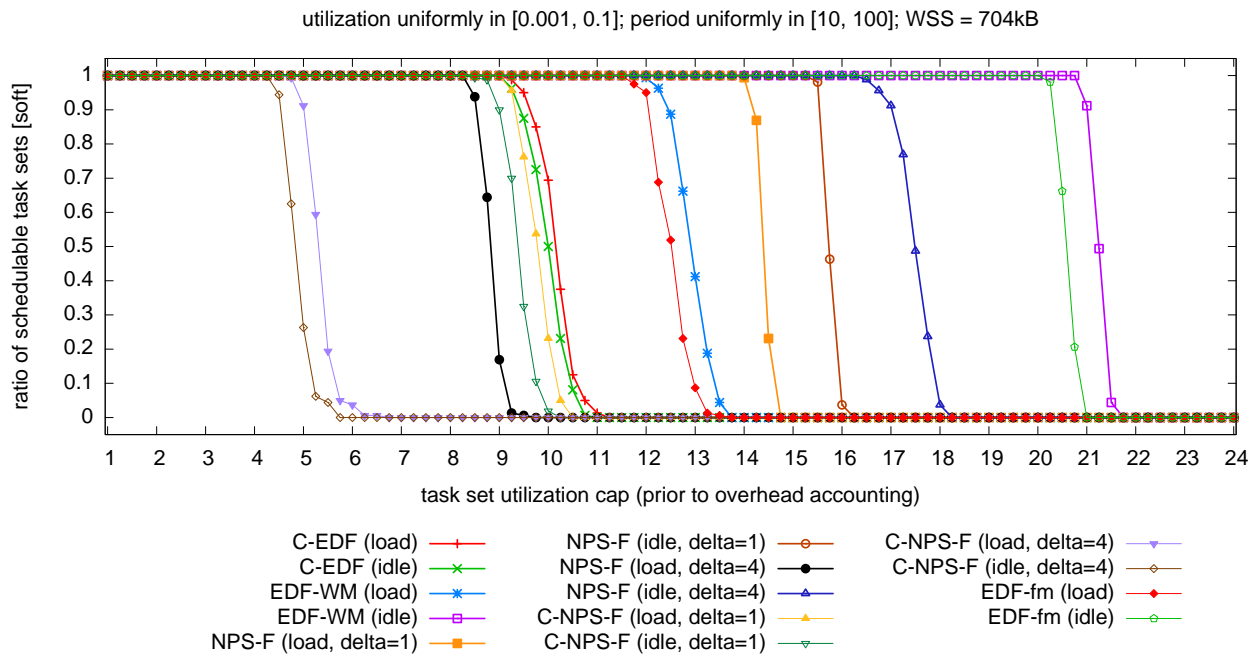 utilization uniformly in [0.001, 0.1]; period uniformly in [10, 100]; WSS = 704kB
ratio of schedulable task sets [soft]
1
0.9
0.8
0.7
0.6
0.5
0.4
0.3
0.2
0.1
0
1 2 3 4 5 6 7 8 9 10 11 12 13 14 15 16 17 18 19 20 21 22 23 24
task set utilization cap (prior to overhead accounting)
C-EDF (load)
C-EDF (idle)
EDF-WM (load)
EDF-WM (idle)
NPS-F (load, delta=1)
NPS-F (idle, delta=1)
NPS-F (load, delta=4)
NPS-F (idle, delta=4)
C-NPS-F (load, delta=1)
C-NPS-F (idle, delta=1)
C-NPS-F (load, delta=4)
C-NPS-F (idle, delta=4)
EDF-fm (load)
EDF-fm (idle)